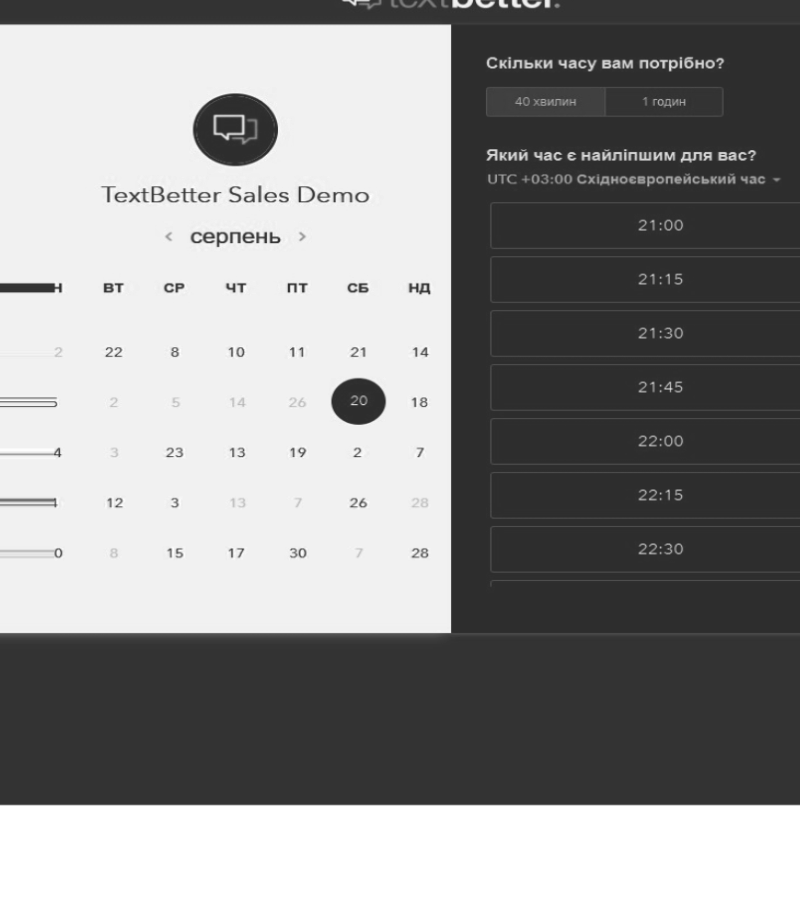 textbetter.
TextBetter Sales Demo
< серпень >
Н ВТ СР ЧТ ПТ СБ НД
2 22 8 10 11 21 14
2 5 14 26 20 18
4 3 23 13 19 2 7
12 3 13 7 26 28
0 8 15 17 30 7 28
Скільки часу вам потрібно?
40 хвилин 1 годин
Який час є найліпшим для вас?
UTC +03:00 Східноєвропейський час
21:00
21:15
21:30
21:45
22:00
22:15
22:30